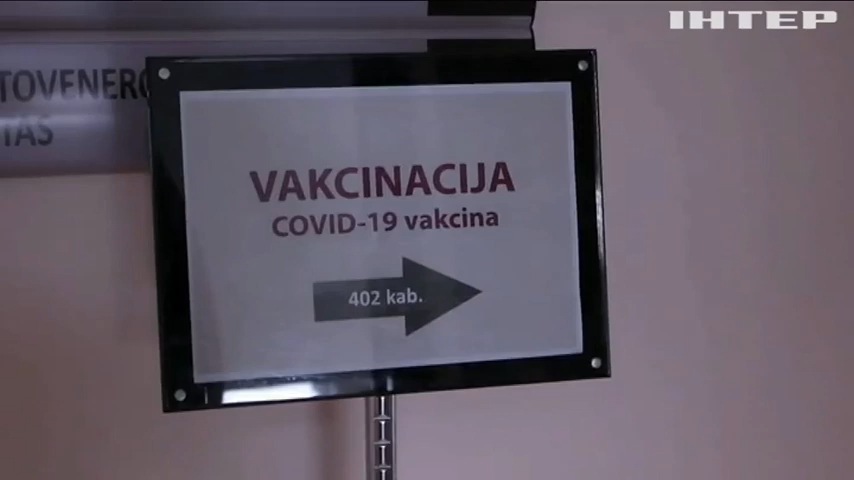 ІНТЕР
VAKCINACIJA
COVID-19 vakcina
402 kab.